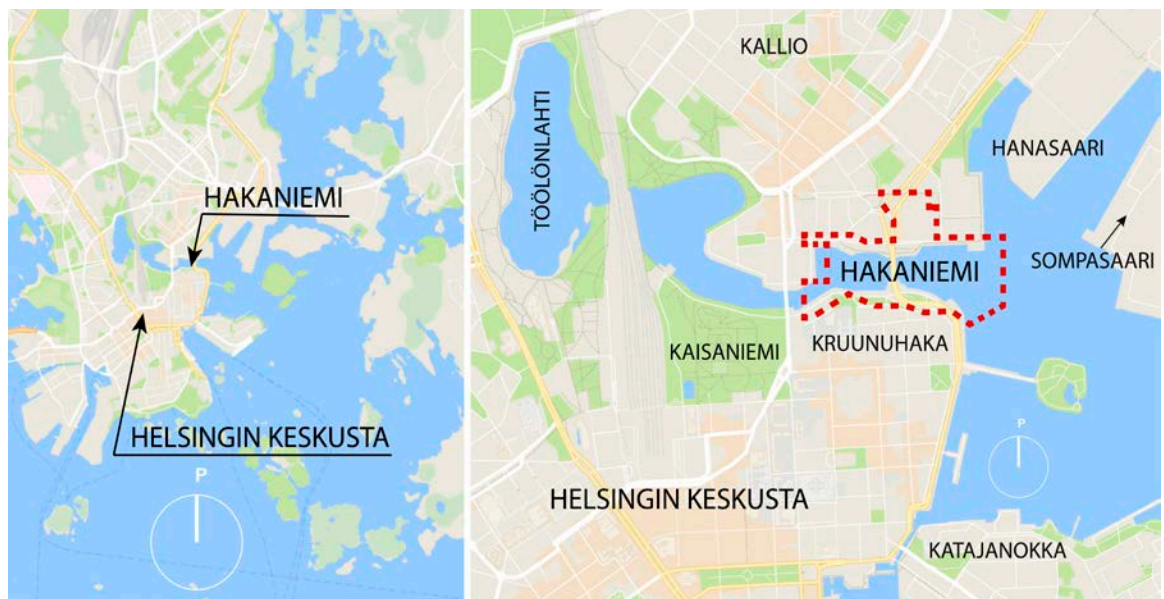 HAKANIEMI
HELSINGIN KESKUSTA
P
KALLIO
TÖÖLÖNLAHTI
HANASAARI
SOMPASAARI
HAKANIEMI
KAISANIEMI
KRUUNUHAKA
P
HELSINGIN KESKUSTA
KATAJANOKKA